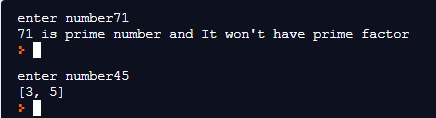 enter number71
71 is prime number and It won't have prime factor
>
enter number45
[3, 5]
>